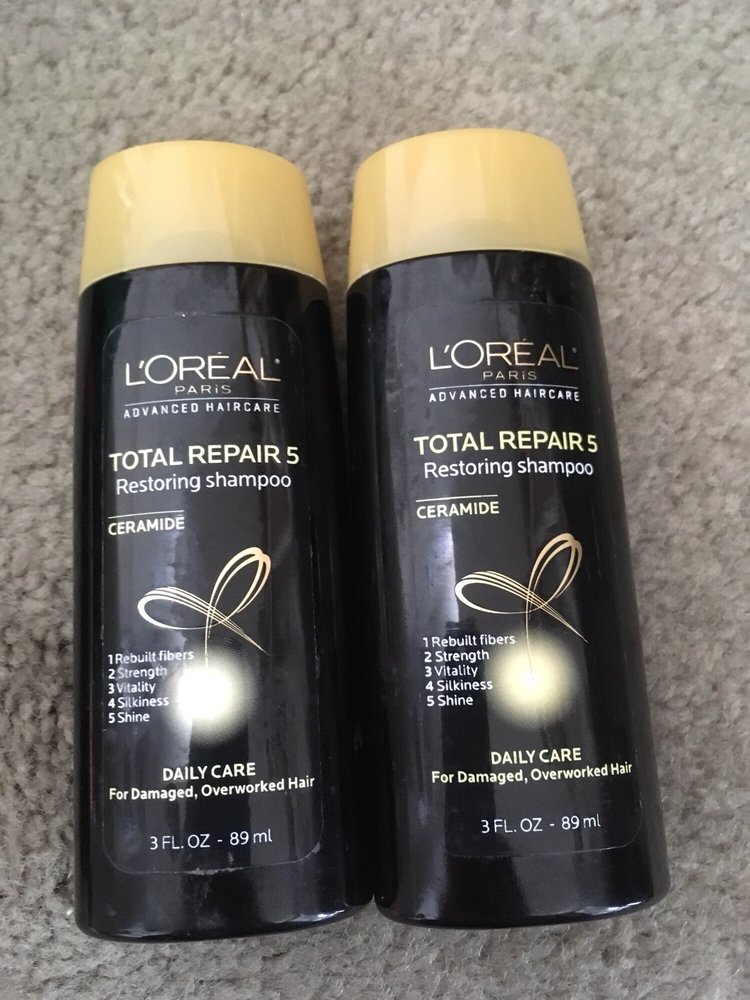 L'ORÉAL®
PARIS
ADVANCED HAIRCARE
TOTAL REPAIR 5
Restoring shampoo
CERAMIDE
1 Rebuilt fibers
2 Strength
3 Vitality
4 Silkiness
5 Shine
DAILY CARE
For Damaged, Overworked Hair
3 FL. OZ - 89 ml
L'ORÉAL®
PARIS
ADVANCED HAIRCARE
TOTAL REPAIR 5
Restoring shampoo
CERAMIDE
1 Rebuilt fibers
2 Strength
3 Vitality
4 Silkiness
5 Shine
DAILY CARE
For Damaged, Overworked Hair
3 FL. OZ - 89 ml